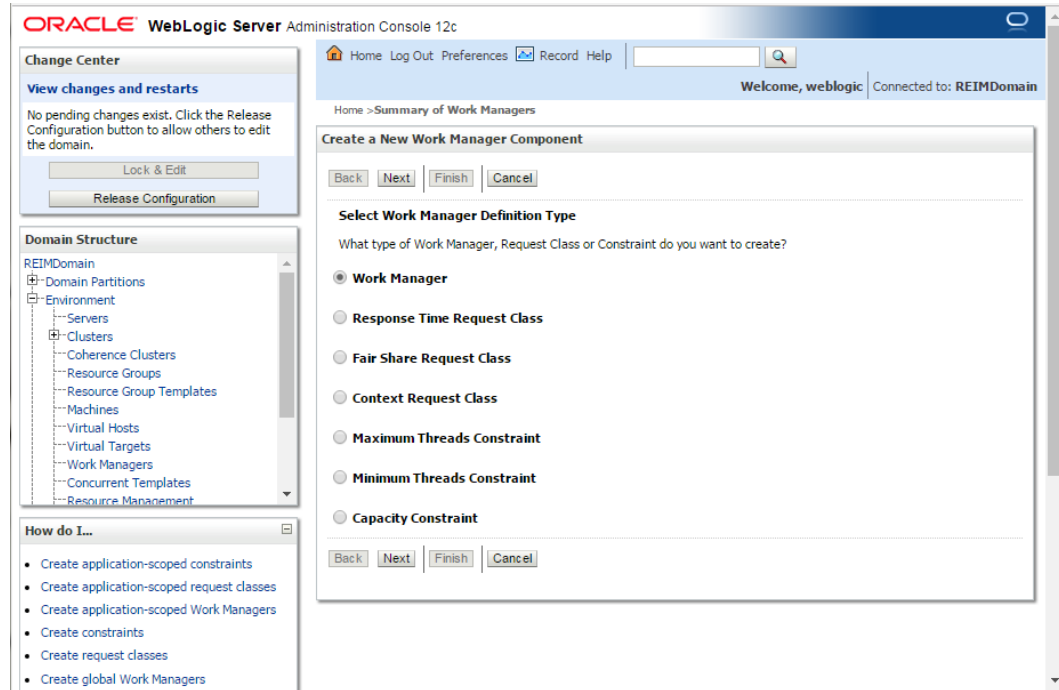 ORACLE WebLogic Server Administration Console 12c
Change Center
View changes and restarts
No pending changes exist. Click the Release
Configuration button to allow others to edit
the domain.
Lock & Edit
Release Configuration
Domain Structure
REIMDomain
Domain Partitions
Environment
Servers
Clusters
Coherence Clusters
Resource Groups
Resource Group Templates
Machines
Virtual Hosts
Virtual Targets
Work Managers
Concurrent Templates
Resource Management
How do I...
Create application-scoped constraints
Create application-scoped request classes
Create application-scoped Work Managers
Create constraints
Create request classes
Create global Work Managers
Home Log Out Preferences Record Help
Welcome, weblogic Connected to: REIMDomain
Home >Summary of Work Managers
Create a New Work Manager Component
Back Next Finish Cancel
Select Work Manager Definition Type
What type of Work Manager, Request Class or Constraint do you want to create?
Work Manager
Response Time Request Class
Fair Share Request Class
Context Request Class
Maximum Threads Constraint
Minimum Threads Constraint
Capacity Constraint
Back Next Finish Cancel